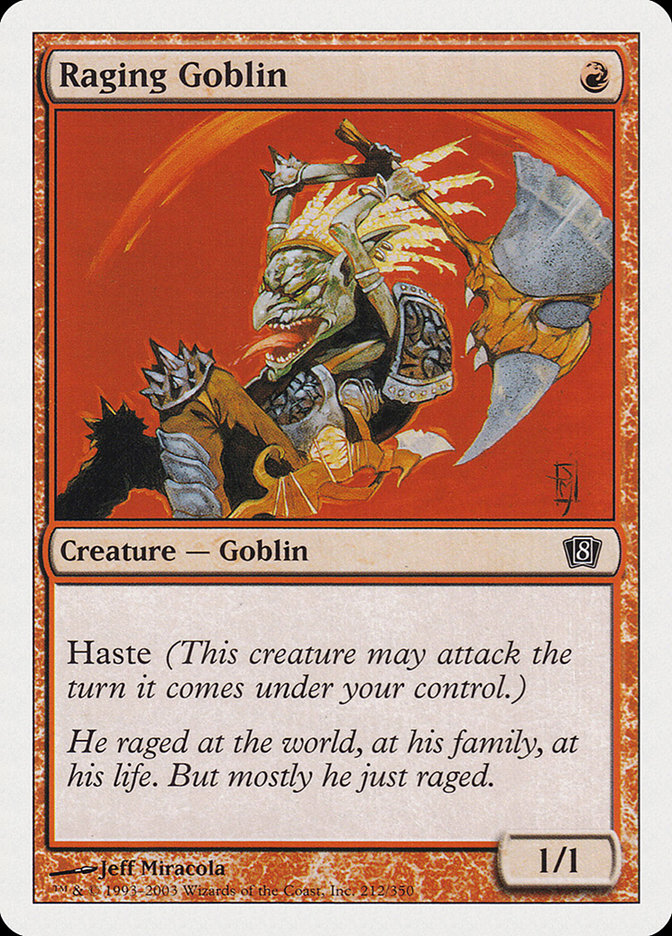 Raging Goblin
Creature — Goblin
8
Haste (This creature may attack the
turn it comes under your control.)
He raged at the world, at his family, at
his life. But mostly he just raged.
1/1
Jeff Miracola
™ & © 1993-2003 Wizards of the Coast, Inc. 212/350